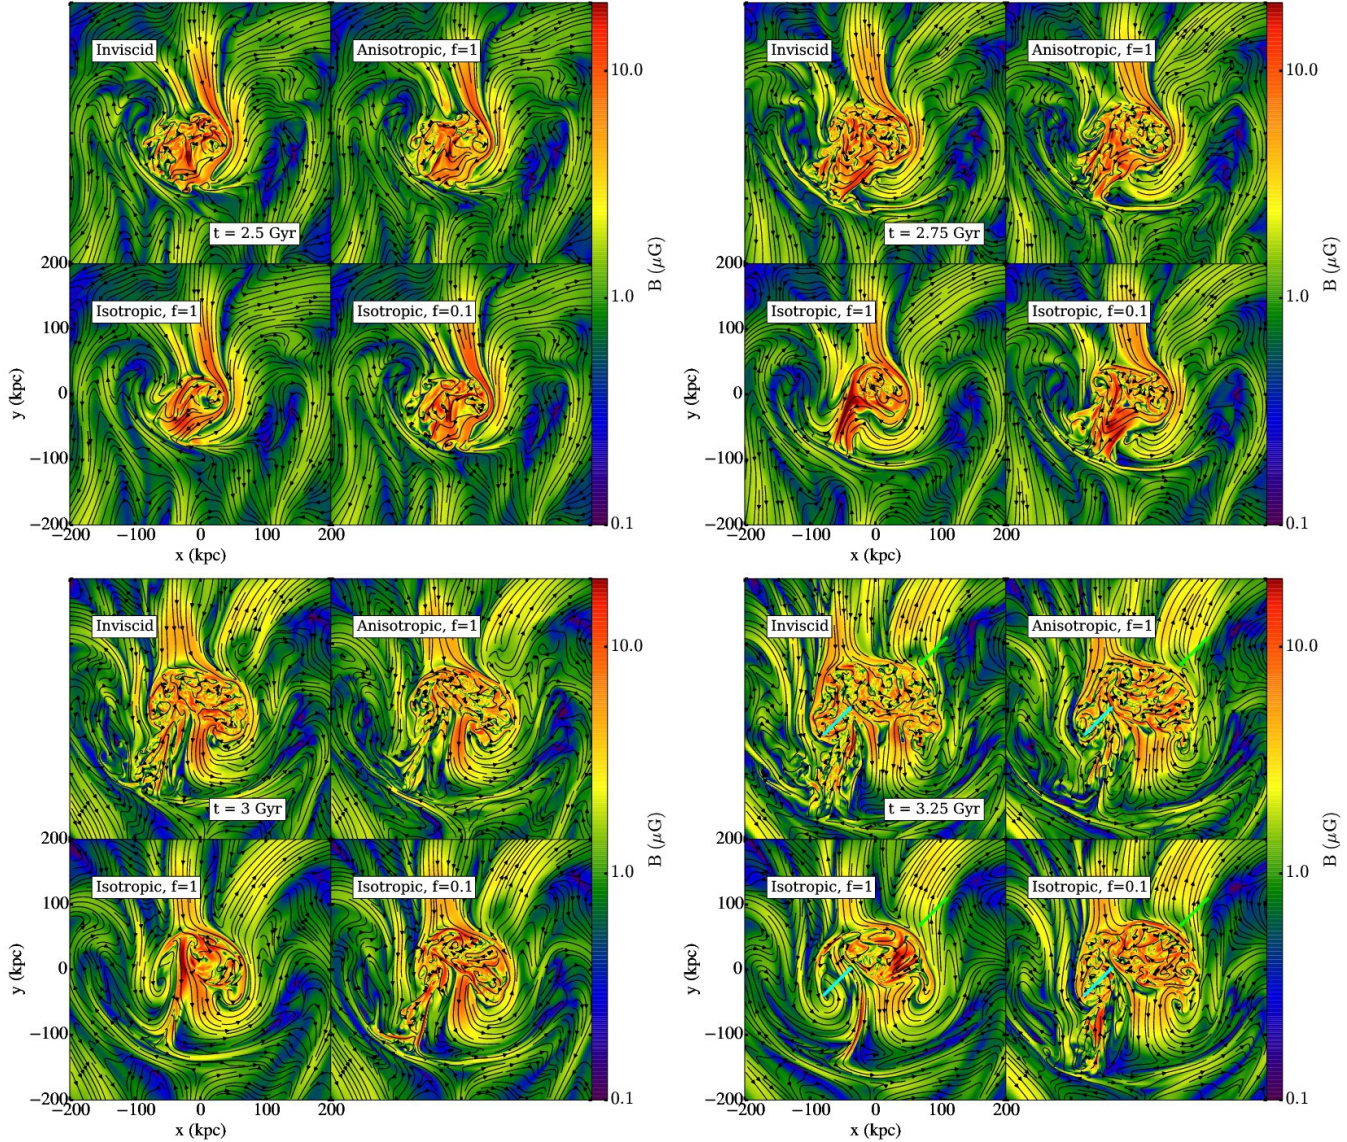 Inviscid
Anisotropic, f=1
t = 2.5 Gyr
Isotropic, f=1
Isotropic, f=0.1
200
100
0
−100
−200
y (kpc)
−200 −100 0 100 200
x (kpc)
10.0
1.0
0.1
B (μG)
Inviscid
Anisotropic, f=1
t = 2.75 Gyr
Isotropic, f=1
Isotropic, f=0.1
200
100
0
−100
−200
y (kpc)
−200 −100 0 100 200
x (kpc)
10.0
1.0
0.1
B (μG)
Inviscid
Anisotropic, f=1
t = 3 Gyr
Isotropic, f=1
Isotropic, f=0.1
200
100
0
−100
−200
y (kpc)
−200 −100 0 100 200
x (kpc)
10.0
1.0
0.1
B (μG)
Inviscid
Anisotropic, f=1
t = 3.25 Gyr
Isotropic, f=1
Isotropic, f=0.1
200
100
0
−100
−200
y (kpc)
−200 −100 0 100 200
x (kpc)
10.0
1.0
0.1
B (μG)